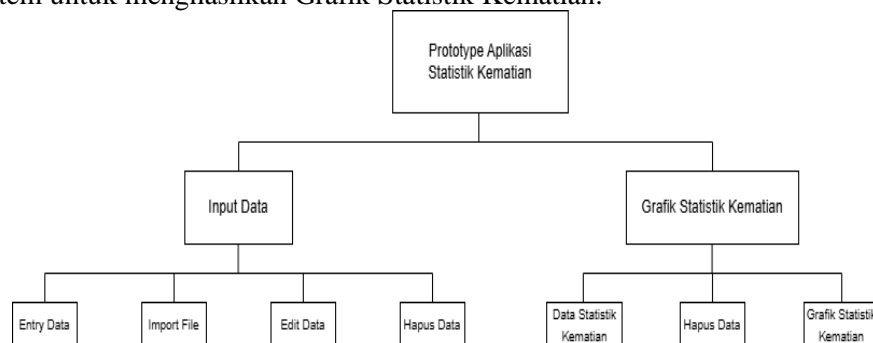 untuk menghasilkan Grafik Statistik Kematian.
Prototype Aplikasi
Statistik Kematian
Input Data
Grafik Statistik Kematian
Entry Data
Import File
Edit Data
Hapus Data
Data Statistik
Kematian
Hapus Data
Grafik Statistik
Kematian